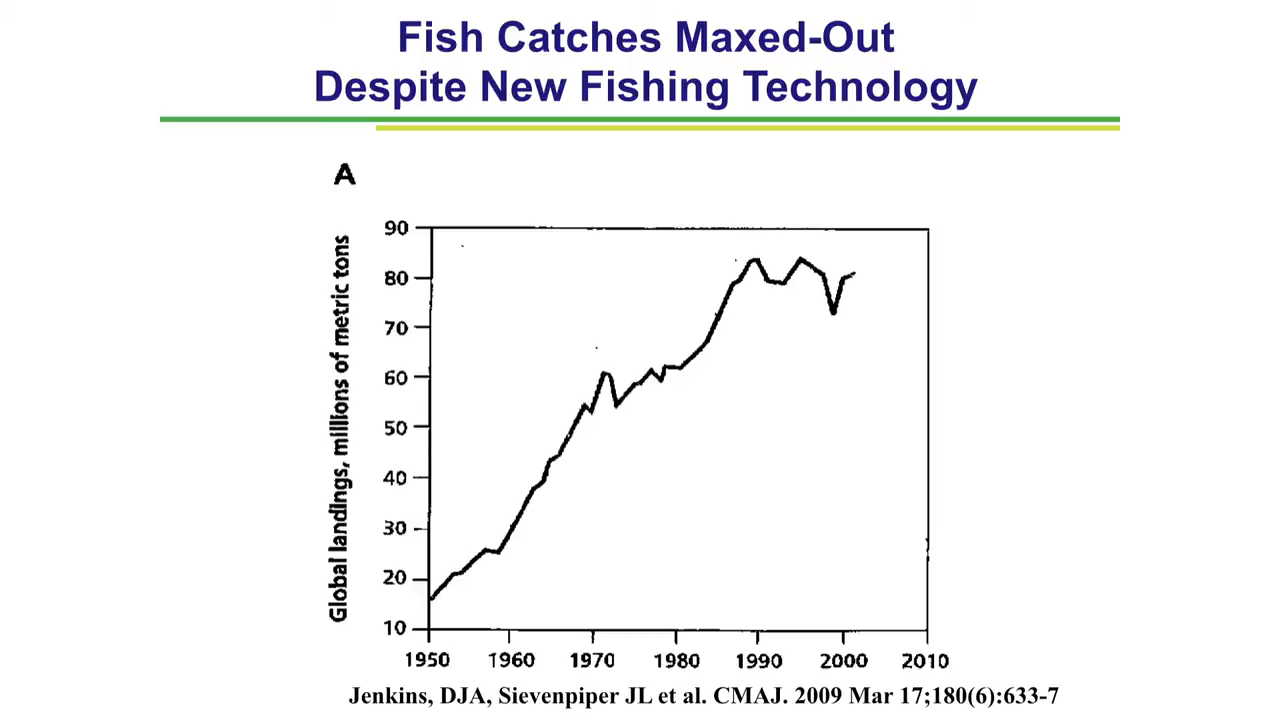 Fish Catches Maxed-Out
Despite New Fishing Technology
A
Global landings, millions of metric tons
90
80
70
60
50
40
30
20
10
1950 1960 1970 1980 1990 2000 2010
Jenkins, DJA, Sievenpiper JL et al. CMAJ. 2009 Mar 17;180(6):633-7